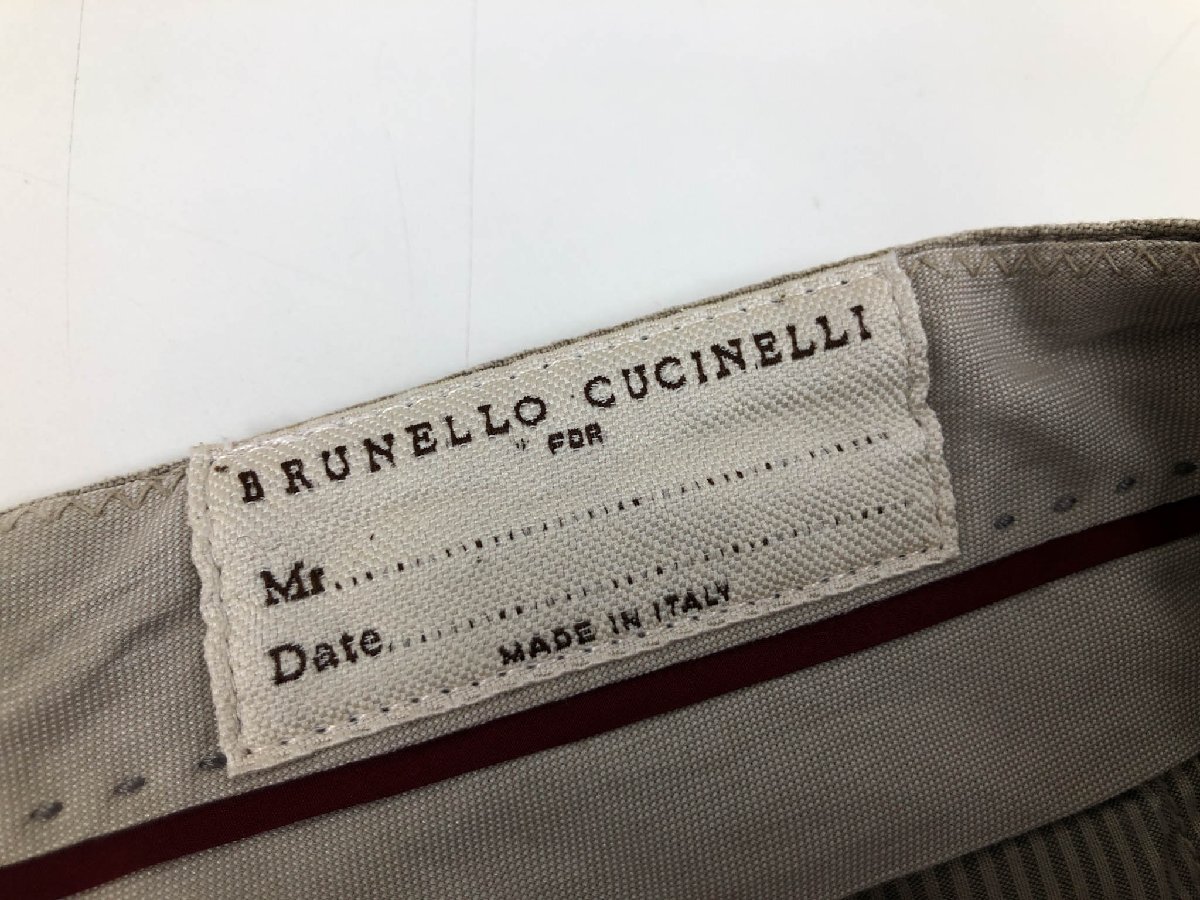 BRUNELLO CUCINELLI
" FOR
Mr.......................................
Date.......................................
MADE IN ITALY